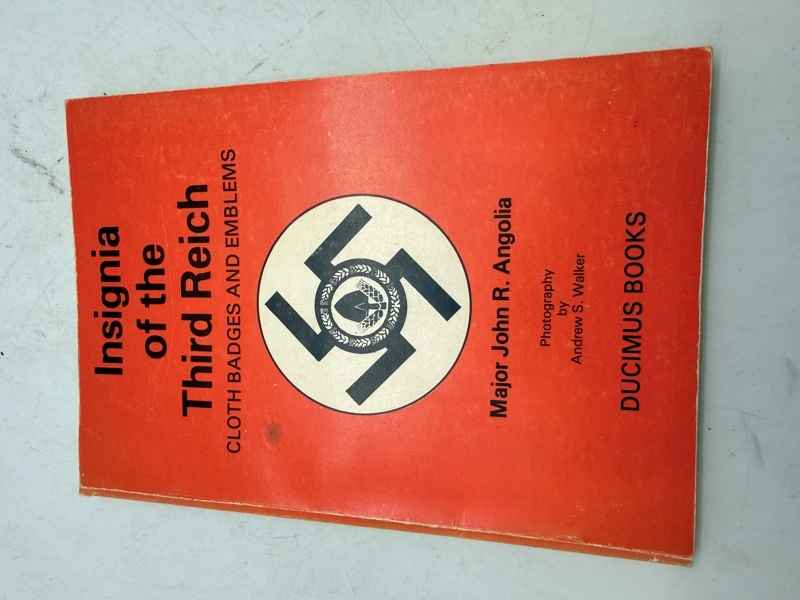 Insignia
of the
Third Reich
CLOTH BADGES AND EMBLEMS
Major John R. Angolia
Photography
by
Andrew S. Walker
DUCIMUS BOOKS